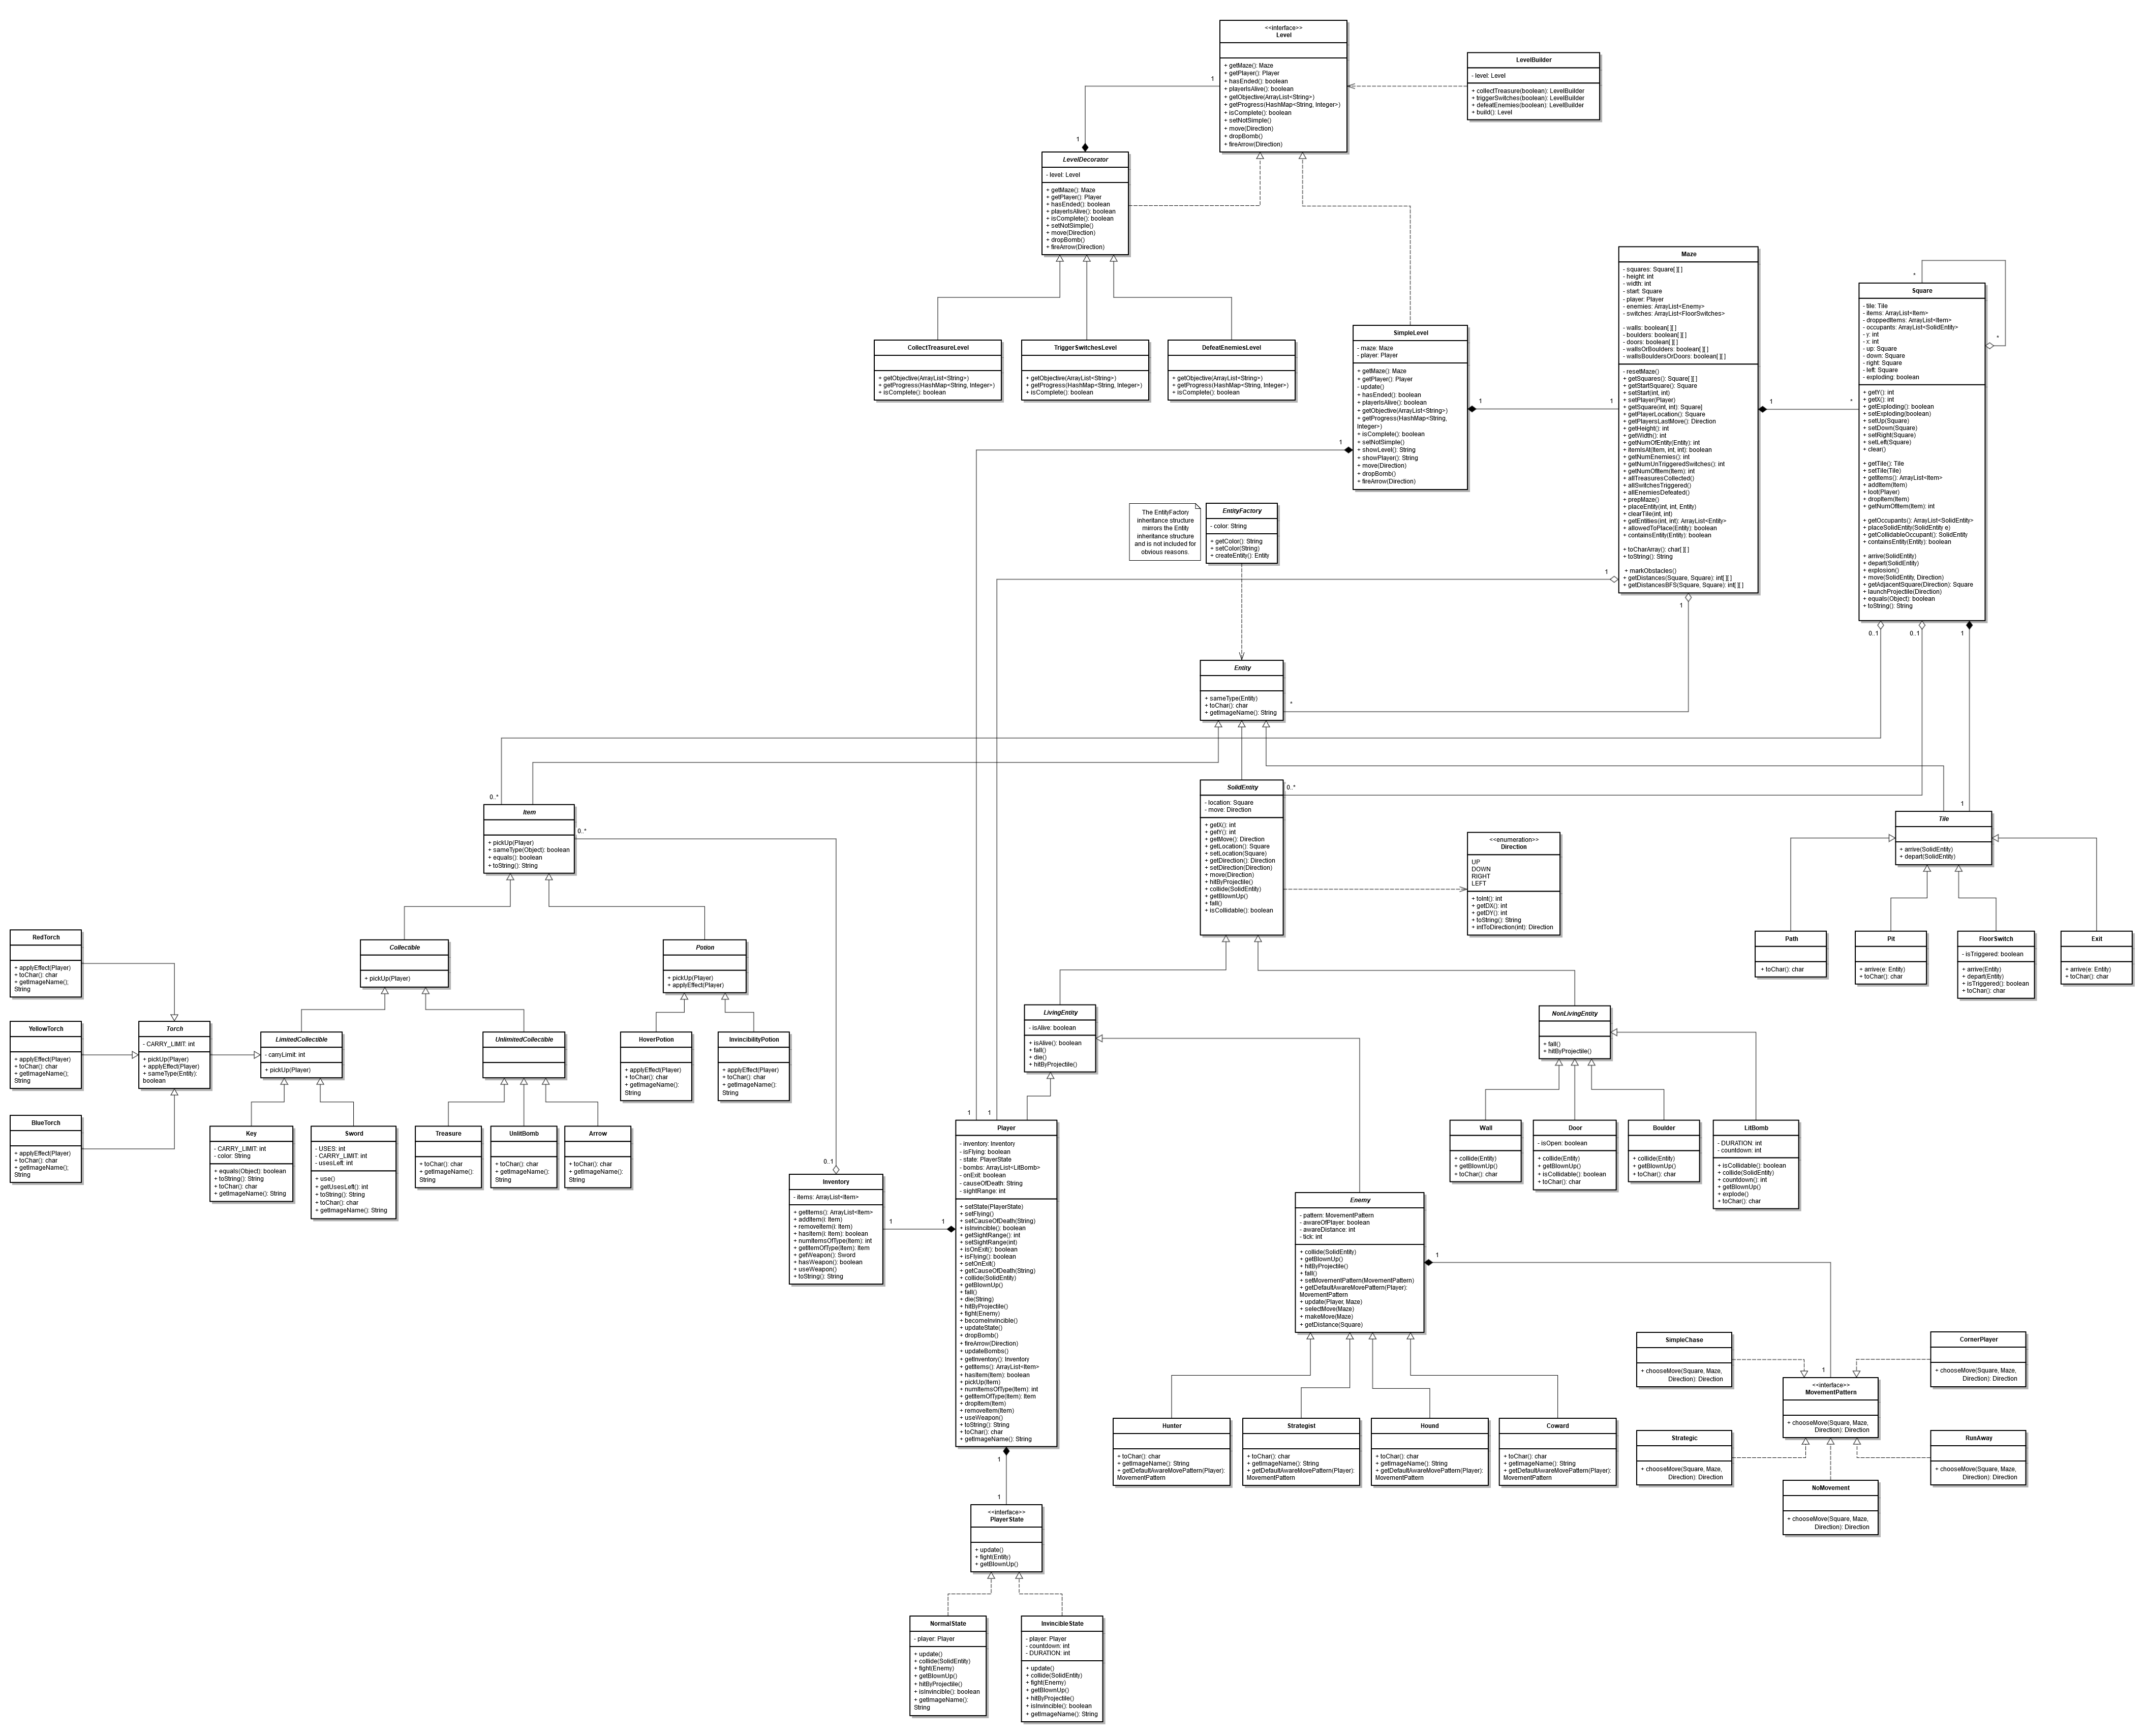 <<interface>>
Level
+ getMaze(): Maze
+ getPlayer(): Player
+ hasEnded(): boolean
+ playerIsAlive(): boolean
+ getObjective(ArrayList<String>)
+ getProgress(HashMap<String, Integer>)
+ isComplete(): boolean
+ setNotSimple()
+ move(Direction)
+ dropBomb()
+ fireArrow(Direction)
LevelBuilder
- level: Level
+ collectTreasure(boolean): LevelBuilder
+ triggerSwitches(boolean): LevelBuilder
+ defeatEnemies(boolean): LevelBuilder
+ build(): Level
1
1
LevelDecorator
- level: Level
+ getMaze(): Maze
+ getPlayer(): Player
+ hasEnded(): boolean
+ playerIsAlive(): boolean
+ isComplete(): boolean
+ setNotSimple()
+ move(Direction)
+ dropBomb()
+ fireArrow(Direction)
CollectTreasureLevel
+ getObjective(ArrayList<String>)
+ getProgress(HashMap<String, Integer>)
+ isComplete(): boolean
TriggerSwitchesLevel
+ getObjective(ArrayList<String>)
+ getProgress(HashMap<String, Integer>)
+ isComplete(): boolean
DefeatEnemiesLevel
+ getObjective(ArrayList<String>)
+ getProgress(HashMap<String, Integer>)
+ isComplete(): boolean
SimpleLevel
- maze: Maze
- player: Player
+ getMaze(): Maze
+ getPlayer(): Player
- update()
+ hasEnded(): boolean
+ playerIsAlive(): boolean
+ getObjective(ArrayList<String>)
+ getProgress(HashMap<String,
Integer>)
+ isComplete(): boolean
+ setNotSimple()
+ showLevel(): String
+ showPlayer(): String
+ move(Direction)
+ dropBomb()
+ fireArrow(Direction)
1
1
1
Maze
- squares: Square[ ][ ]
- height: int
- width: int
- start: Square
- player: Player
- enemies: ArrayList<Enemy>
- switches: ArrayList<FloorSwitches>
- walls: boolean[ ][ ]
- boulders: boolean[ ][ ]
- doors: boolean[ ][ ]
- wallsOrBoulders: boolean[ ][ ]
- wallsBouldersOrDoors: boolean[ ][ ]
- resetMaze()
+ getSquares(): Square[ ][ ]
+ getStartSquare(): Square
+ setStart(int, int)
+ setPlayer(Player)
+ getSquare(int, int): Square|
+ getPlayerLocation(): Square
+ getPlayersLastMove(): Direction
+ getHeight(): int
+ getWidth(): int
+ getNumOfEntity(Entity): int
+ itemIsAt(Item, int, int): boolean
+ getNumEnemies(): int
+ getNumUnTriggeredSwitches(): int
+ getNumOfItem(Item): int
+ allTreasuresCollected()
+ allSwitchesTriggered()
+ allEnemiesDefeated()
+ prepMaze()
+ placeEntity(int, int, Entity)
+ clearTile(int, int)
+ getEntities(int, int): ArrayList<Entity>
+ allowedToPlace(Entity): boolean
+ containsEntity(Entity): boolean
+ toCharArray(): char[ ][ ]
+ toString(): String
+ markObstacles()
+ getDistances(Square, Square): int[ ][ ]
+ getDistancesBFS(Square, Square): int[ ][ ]
1
*
1
1
*
*
Square
- tile: Tile
- items: ArrayList<Item>
- droppedItems: ArrayList<Item>
- occupants: ArrayList<SolidEntity>
- y: int
- x: int
- up: Square
- down: Square
- right: Square
- left: Square
- exploding: boolean
+ getY(): int
+ getX(): int
+ getExploding(): boolean
+ setExploding(boolean)
+ setUp(Square)
+ setDown(Square)
+ setRight(Square)
+ setLeft(Square)
+ clear()
+ getTile(): Tile
+ setTile(Tile)
+ getItems(): ArrayList<Item>
+ addItem(Item)
+ loot(Player)
+ dropItem(Item)
+ getNumOfItem(Item): int
+ getOccupants(): ArrayList<SolidEntity>
+ placeSolidEntity(SolidEntity e)
+ getCollidableOccupant(): SolidEntity
+ containsEntity(Entity): boolean
+ arrive(SolidEntity)
+ depart(SolidEntity)
+ explosion()
+ move(SolidEntity, Direction)
+ getAdjacentSquare(Direction): Square
+ launchProjectile(Direction)
+ equals(Object): boolean
+ toString(): String
0..1
0..1
1
The EntityFactory
inheritance structure
mirrors the Entity
inheritance structure
and is not included for
obvious reasons.
EntityFactory
- color: String
+ getColor(): String
+ setColor(String)
+ createEntity(): Entity
Entity
+ sameType(Entity)
+ toChar(): char
+ getImageName(): String
*
SolidEntity
- location: Square
- move: Direction
+ getX(): int
+ getY(): int
+ getMove(): Direction
+ getLocation(): Square
+ setLocation(Square)
+ getDirection(): Direction
+ setDirection(Direction)
+ move(Direction)
+ hitByProjectile()
+ collide(SolidEntity)
+ getBlownUp()
+ fall()
+ isCollidable(): boolean
0..*
<<enumeration>>
Direction
UP
DOWN
RIGHT
LEFT
+ toInt(): int
+ getDX(): int
+ getDY(): int
+ toString(): String
+ intToDirection(int): Direction
1
Tile
+ arrive(SolidEntity)
+ depart(SolidEntity)
Path
+ toChar(): char
Pit
+ arrive(e: Entity)
+ toChar(): char
FloorSwitch
- isTriggered: boolean
+ arrive(Entity)
+ depart(Entity)
+ isTriggered(): boolean
+ toChar(): char
Exit
+ arrive(e: Entity)
+ toChar(): char
0..*
Item
+ pickUp(Player)
+ sameType(Object): boolean
+ equals(): boolean
+ toString(): String
0..*
Collectible
+ pickUp(Player)
Potion
+ pickUp(Player)
+ applyEffect(Player)
RedTorch
+ applyEffect(Player)
+ toChar(): char
+ getImageName():
String
YellowTorch
+ applyEffect(Player)
+ toChar(): char
+ getImageName():
String
BlueTorch
+ applyEffect(Player)
+ toChar(): char
+ getImageName():
String
Torch
- CARRY_LIMIT: int
+ pickUp(Player)
+ applyEffect(Player)
+ sameType(Entity):
boolean
LimitedCollectible
- carryLimit: int
+ pickUp(Player)
UnlimitedCollectible
HoverPotion
+ applyEffect(Player)
+ toChar(): char
+ getImageName():
String
InvincibilityPotion
+ applyEffect(Player)
+ toChar(): char
+ getImageName():
String
Key
- CARRY_LIMIT: int
- color: String
+ equals(Object): boolean
+ toString(): String
+ toChar(): char
+ getImageName(): String
Sword
- USES: int
- CARRY_LIMIT: int
- usesLeft: int
+ use()
+ getUsesLeft(): int
+ toString(): String
+ toChar(): char
+ getImageName(): String
Treasure
+ toChar(): char
+ getImageName():
String
UnlitBomb
+ toChar(): char
+ getImageName():
String
Arrow
+ toChar(): char
+ getImageName():
String
0..1
Inventory
- items: ArrayList<Item>
+ getItems(): ArrayList<Item>
+ addItem(i: Item)
+ removeItem(i: Item)
+ hasItem(i: Item): boolean
+ numItemsOfType(Item): int
+ getItemOfType(Item): Item
+ getWeapon(): Sword
+ hasWeapon(): boolean
+ useWeapon()
+ toString(): String
1
1
LivingEntity
- isAlive: boolean
+ isAlive(): boolean
+ fall()
+ die()
+ hitByProjectile()
1
1
Player
- inventory: Inventory
- isFlying: boolean
- state: PlayerState
- bombs: ArrayList<LitBomb>
- onExit: boolean
- causeOfDeath: String
- sightRange: int
+ setState(PlayerState)
+ setFlying()
+ setCauseOfDeath(String)
+ isInvincible(): boolean
+ getSightRange(): int
+ setSightRange(int)
+ isOnExit(): boolean
+ isFlying(): boolean
+ setOnExit()
+ getCauseOfDeath(String)
+ collide(SolidEntity)
+ getBlownUp()
+ fall()
+ die(String)
+ hitByProjectile()
+ fight(Enemy)
+ becomeInvincible()
+ updateState()
+ dropBomb()
+ fireArrow(Direction)
+ updateBombs()
+ getInventory(): Inventory
+ getItems(): ArrayList<Item>
+ hasItem(Item): boolean
+ pickUp(Item)
+ numItemsOfType(Item): int
+ getItemOfType(Item): Item
+ dropItem(Item)
+ removeItem(Item)
+ useWeapon()
+ toString(): String
+ toChar(): char
+ getImageName(): String
1
1
<<interface>>
PlayerState
+ update()
+ fight(Entity)
+ getBlownUp()
NormalState
- player: Player
+ update()
+ collide(SolidEntity)
+ fight(Enemy)
+ getBlownUp()
+ hitByProjectile()
+ isInvincible(): boolean
+ getImageName():
String
InvincibleState
- player: Player
- countdown: int
- DURATION: int
+ update()
+ collide(SolidEntity)
+ fight(Enemy)
+ getBlownUp()
+ hitByProjectile()
+ isInvincible(): boolean
+ getImageName(): String
NonLivingEntity
+ fall()
+ hitByProjectile()
Wall
+ collide(Entity)
+ getBlownUp()
+ toChar(): char
Door
- isOpen: boolean
+ collide(Entity)
+ getBlownUp()
+ isCollidable(): boolean
+ toChar(): char
Boulder
+ collide(Entity)
+ getBlownUp()
+ toChar(): char
LitBomb
- DURATION: int
- countdown: int
+ isCollidable(): boolean
+ collide(SolidEntity)
+ countdown(): int
+ getBlownUp()
+ explode()
+ toChar(): char
Enemy
- pattern: MovementPattern
- awareOfPlayer: boolean
- awareDistance: int
- tick: int
+ collide(SolidEntity)
+ getBlownUp()
+ hitByProjectile()
+ fall()
+ setMovementPattern(MovementPattern)
+ getDefaultAwareMovePattern(Player):
MovementPattern
+ update(Player, Maze)
+ selectMove(Maze)
+ makeMove(Maze)
+ getDistance(Square)
1
Hunter
+ toChar(): char
+ getImageName(): String
+ getDefaultAwareMovePattern(Player):
MovementPattern
Strategist
+ toChar(): char
+ getImageName(): String
+ getDefaultAwareMovePattern(Player):
MovementPattern
Hound
+ toChar(): char
+ getImageName(): String
+ getDefaultAwareMovePattern(Player):
MovementPattern
Coward
+ toChar(): char
+ getImageName(): String
+ getDefaultAwareMovePattern(Player):
MovementPattern
SimpleChase
+ chooseMove(Square, Maze,
Direction): Direction
CornerPlayer
+ chooseMove(Square, Maze,
Direction): Direction
1
<<interface>>
MovementPattern
+ chooseMove(Square, Maze,
Direction): Direction
Strategic
+ chooseMove(Square, Maze,
Direction): Direction
RunAway
+ chooseMove(Square, Maze,
Direction): Direction
NoMovement
+ chooseMove(Square, Maze,
Direction): Direction